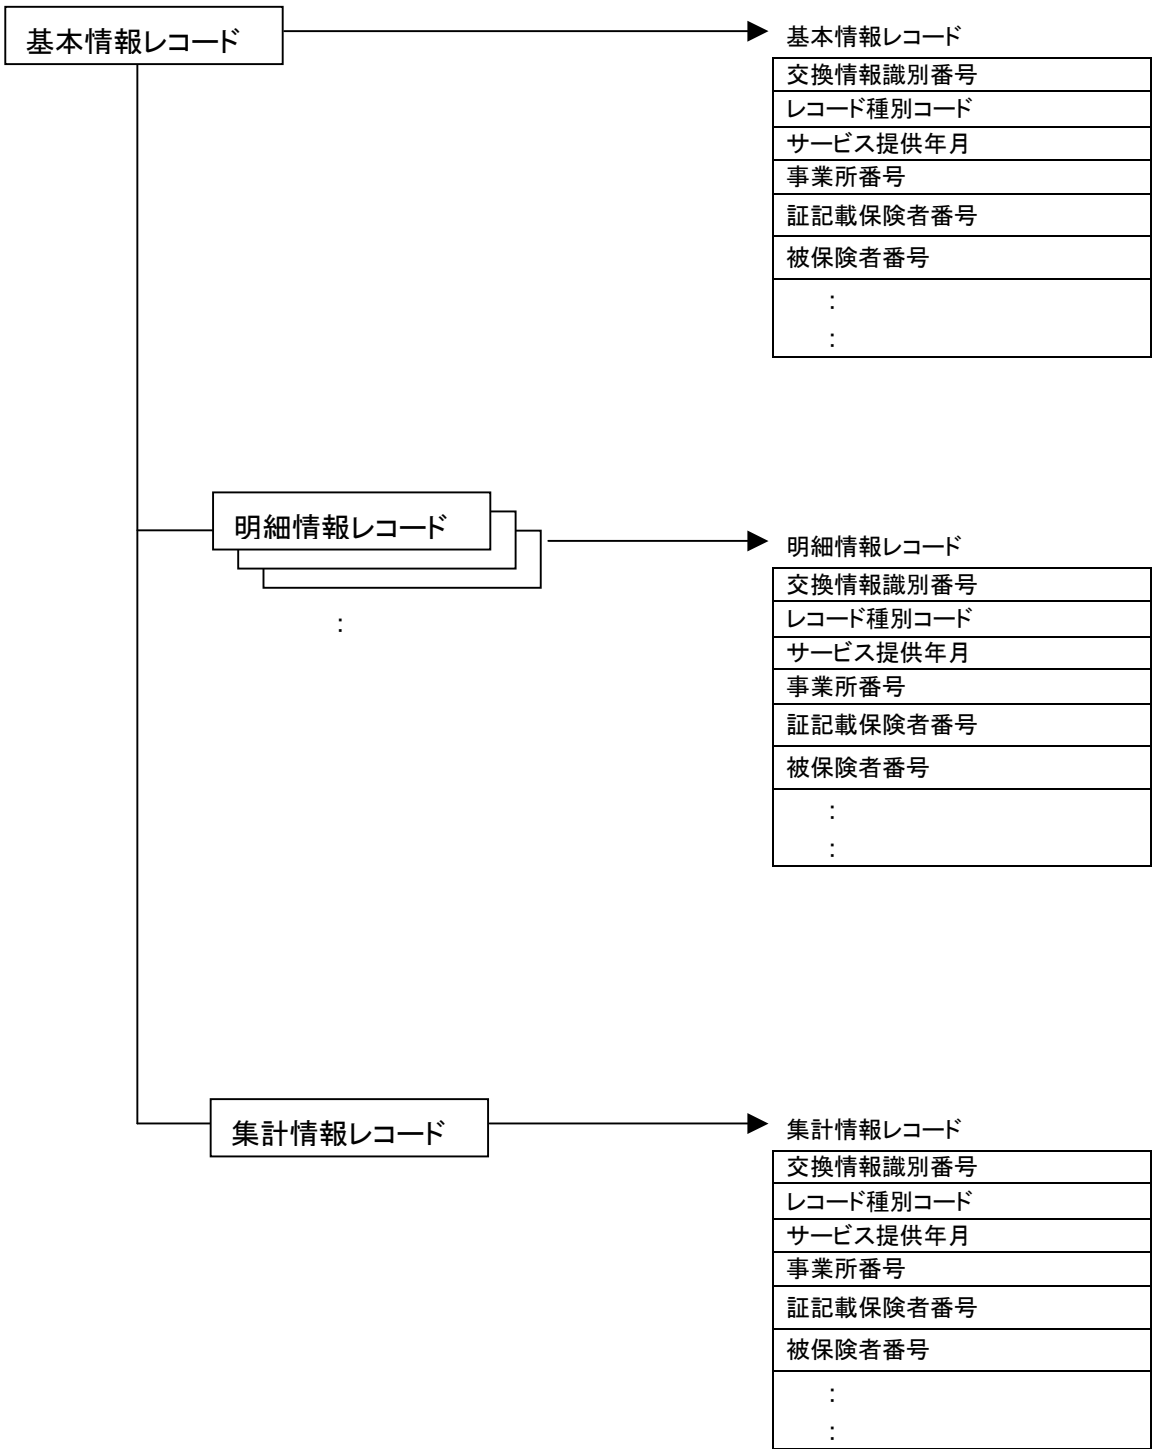 基本情報レコード
基本情報レコード
交換情報識別番号
レコード種別コード
サービス提供年月
事業所番号
証記載保険者番号
被保険者番号
：
：
明細情報レコード
：
明細情報レコード
交換情報識別番号
レコード種別コード
サービス提供年月
事業所番号
証記載保険者番号
被保険者番号
：
：
集計情報レコード
集計情報レコード
交換情報識別番号
レコード種別コード
サービス提供年月
事業所番号
証記載保険者番号
被保険者番号
：
：